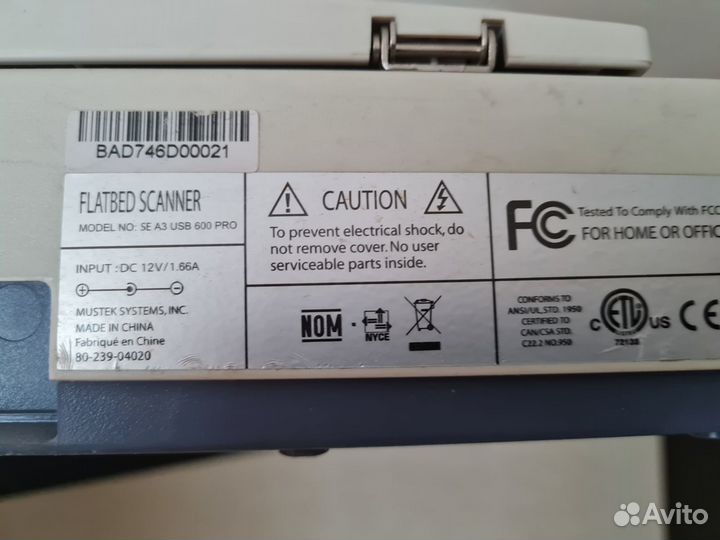 BAD746D00021
FLATBED SCANNER
MODEL NO: SE A3 USB 600 PRO
INPUT : DC 12V/1.66A
MUSTEK SYSTEMS, INC.
MADE IN CHINA
Fabriqué en Chine
80-239-04020
CAUTION
To prevent electrical shock, do
not remove cover. No user
serviceable parts inside.
NOM
NYCE
FC
Tested To Comply With FCC
FOR HOME OR OFFIC
CONFORMS TO
ANSI/UL STD. 1950
CERTIFIED TO
CAN/CSA STD.
C22.2 NO.950
C ETL US
72138
CE
Avito